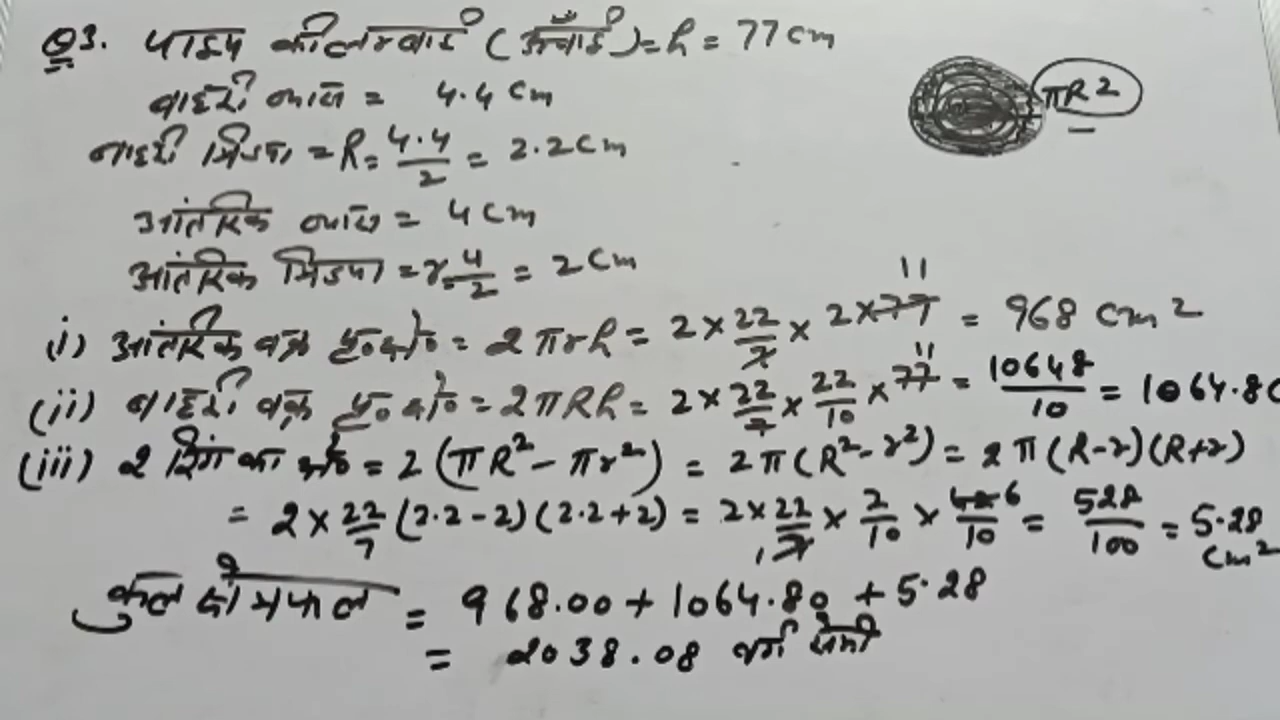 Q3. पाइप की लम्बाई (ऊँचाई) = h = 77 cm
πR2
बाहरी व्यास = 4.4 cm
बाहरी त्रिज्या = R = 4.4/2 = 2.2 cm
आंतरिक व्यास = 4 cm
आंतरिक त्रिज्या = r = 4/2 = 2 cm
(i) आंतरिक वक्र पृ० क्षे० = 2πrh = 2 × 22/7 × 2 × 77 11 = 968 cm2
(ii) बाहरी वक्र पृ० क्षे० = 2πRh = 2 × 22/7 × 22/10 × 77 11 = 10648/10 = 1064.80
(iii) 2 रिंग का क्षे० = 2 (πR² - πr²) = 2π(R² - r²) = 2π(R-r)(R+r)
= 2 × 22/7 (2.2-2)(2.2+2) = 2 × 22/7 × 2/10 × 42 6/10 = 528/100 = 5.28 cm²
कुल क्षेत्रफल = 968.00 + 1064.80 + 5.28
= 2038.08 वर्ग सेमी